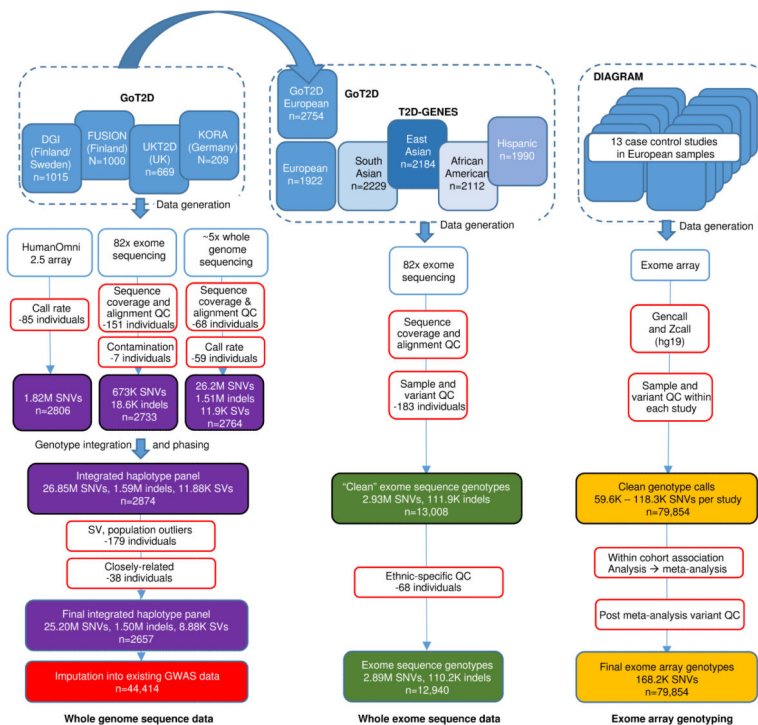 GoT2D
DGI
(Finland/
Sweden)
n=1015
FUSION
(Finland)
N=1000
UKT2D
(UK)
n=669
KORA
(Germany)
N=209
Data generation
HumanOmni
2.5 array
82x exome
sequencing
~5x whole
genome
sequencing
Call rate
-85 individuals
Sequence
coverage and
alignment QC
-151 individuals
Contamination
-7 individuals
Sequence
coverage &
alignment QC
-68 individuals
Call rate
-59 individuals
1.82M SNVs
n=2806
673K SNVs
18.6K indels
n=2733
26.2M SNVs
1.51M indels
11.9K SVs
n=2764
Genotype integration and phasing
Integrated haplotype panel
26.85M SNVs, 1.59M indels, 11.88K SVs
n=2874
SV, population outliers
-179 individuals
Closely-related
-38 individuals
Final integrated haplotype panel
25.20M SNVs, 1.50M indels, 8.88K SVs
n=2657
Imputation into existing GWAS data
n=44,414
Whole genome sequence data
GoT2D
European
n=2754
GoT2D
T2D-GENES
European
n=1922
South
Asian
n=2229
East
Asian
n=2184
African
American
n=2112
Hispanic
n=1990
Data generation
82x exome
sequencing
Sequence
coverage and
alignment QC
Sample and
variant QC
-183 individuals
“Clean” exome sequence genotypes
2.93M SNVs, 111.9K indels
n=13,008
Ethnic-specific QC
-68 individuals
Exome sequence genotypes
2.89M SNVs, 110.2K indels
n=12,940
Whole exome sequence data
DIAGRAM
13 case control studies
in European samples
Data generation
Exome array
Gencall
and Zcall
(hg19)
Sample and
variant QC within
each study
Clean genotype calls
59.6K – 118.3K SNVs per study
n=79,854
Within cohort association
Analysis → meta-analysis
Post meta-analysis variant QC
Final exome array genotypes
168.2K SNVs
n=79,854
Exome array genotyping